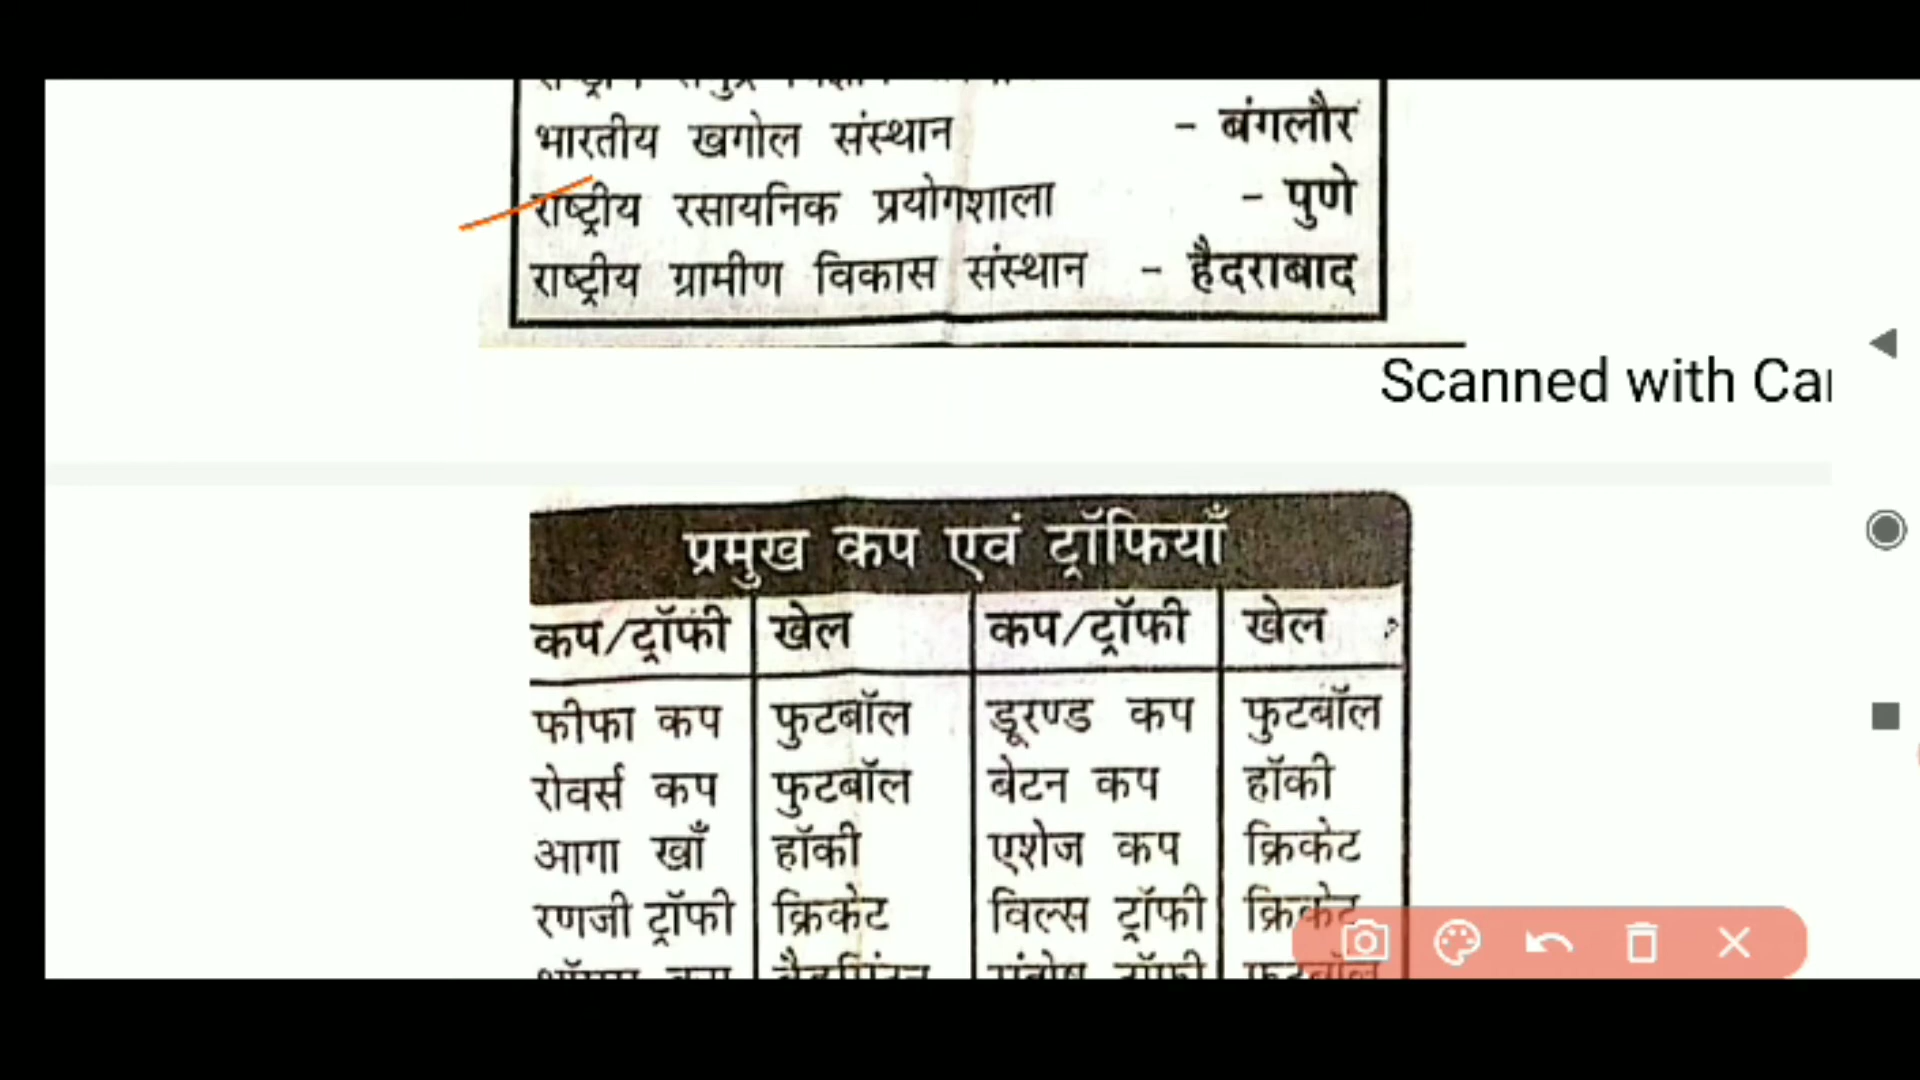 भारतीय खगोल संस्थान - बंगलौर
राष्ट्रीय रसायनिक प्रयोगशाला - पुणे
राष्ट्रीय ग्रामीण विकास संस्थान - हैदराबाद
Scanned with Ca
प्रमुख कप एवं ट्रॉफियाँ
कप/ट्रॉफी खेल कप/ट्रॉफी खेल
फीफा कप फुटबॉल डूरण्ड कप फुटबॉल
रोवर्स कप फुटबॉल बेटन कप हॉकी
आगा खाँ हॉकी एशेज कप क्रिकेट
रणजी ट्रॉफी क्रिकेट विल्स ट्रॉफी क्रिकेट